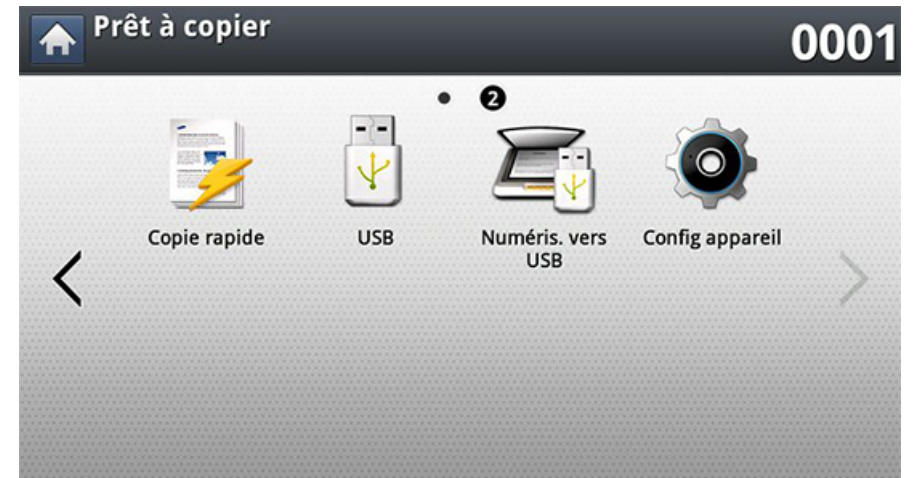 Prêt à copier
0001
2
Copie rapide
USB
Numéris. vers
USB
Config appareil